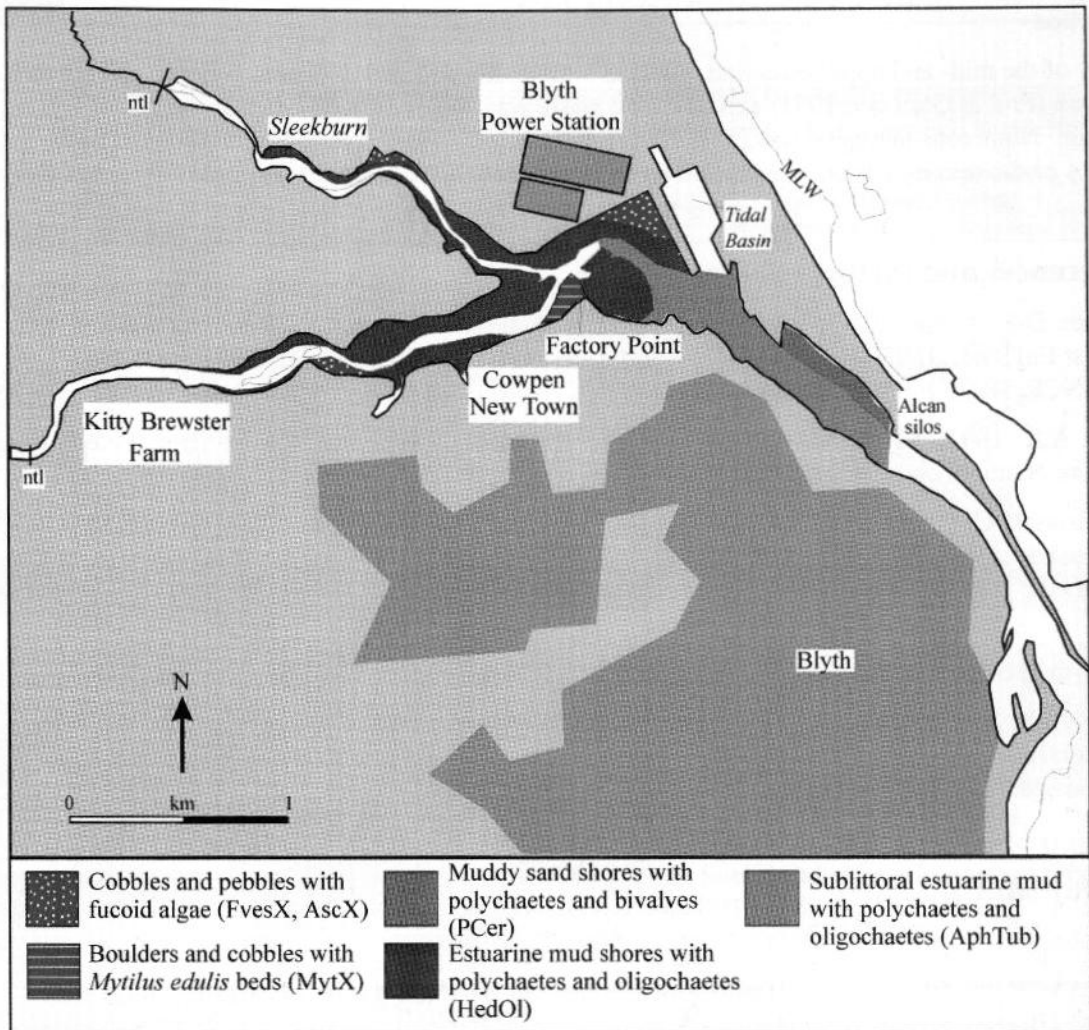 ntl
Sleekburn
Blyth
Power Station
MLW
Tidal
Basin
Factory Point
Cowpen
New Town
Kitty Brewster
Farm
ntl
Alcan
silos
Blyth
N
0 km 1
Cobbles and pebbles with
fucoid algae (FvesX, AscX)
Boulders and cobbles with
Mytilus edulis beds (MytX)
Muddy sand shores with
polychaetes and bivalves
(PCer)
Estuarine mud shores with
polychaetes and oligochaetes
(HedOl)
Sublittoral estuarine mud
with polychaetes and
oligochaetes (AphTub)